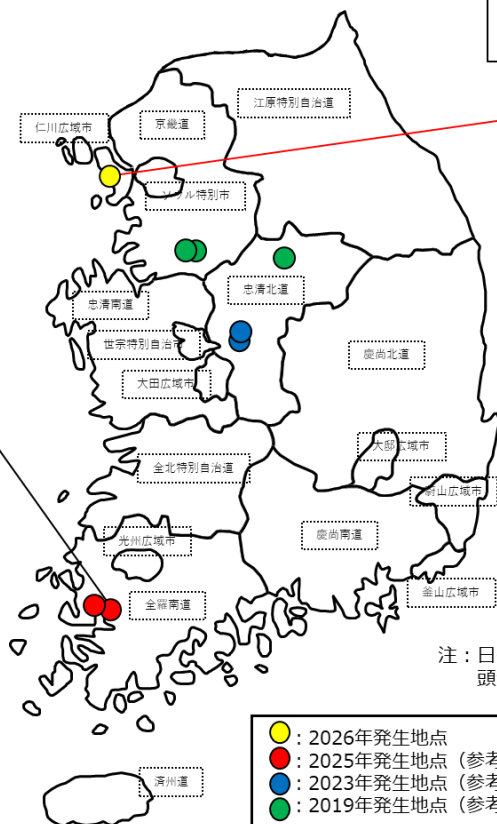 江原特別自治道
仁川広域市
京畿道
ソウル特別市
忠清北道
忠清南道
世宗特別自治市
慶尚北道
大田広域市
大邱広域市
全北特別自治道
蔚山広域市
光州広域市
慶尚南道
釜山広域市
全羅南道
注：日
頭
済州道
：2026年発生地点
：2025年発生地点（参考
：2023年発生地点（参考
：2019年発生地点（参考